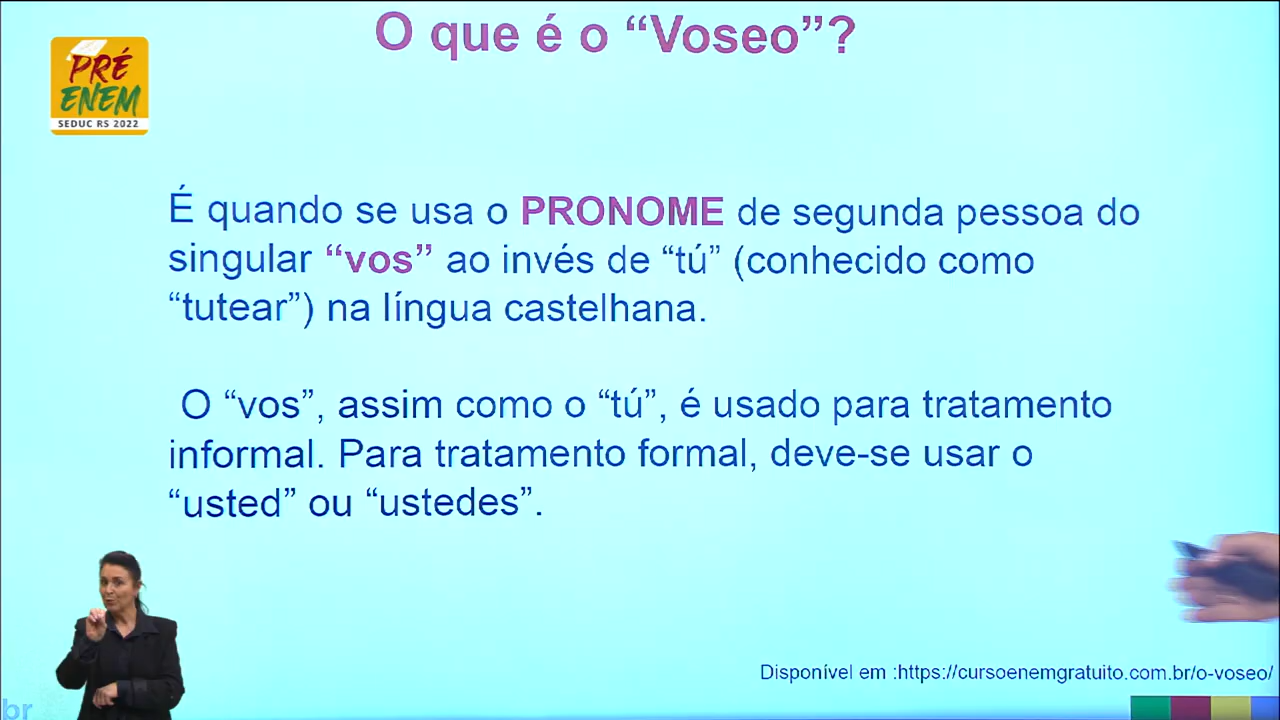 O que é o “Voseo”?
PRÉ
ENEM
SEDUC RS 2022
É quando se usa o PRONOME de segunda pessoa do
singular “vos” ao invés de “tú” (conhecido como
“tutear”) na língua castelhana.
O “vos”, assim como o “tú”, é usado para tratamento
informal. Para tratamento formal, deve-se usar o
“usted” ou “ustedes”.
Disponível em :https://cursoenemgratuito.com.br/o-voseo/
br